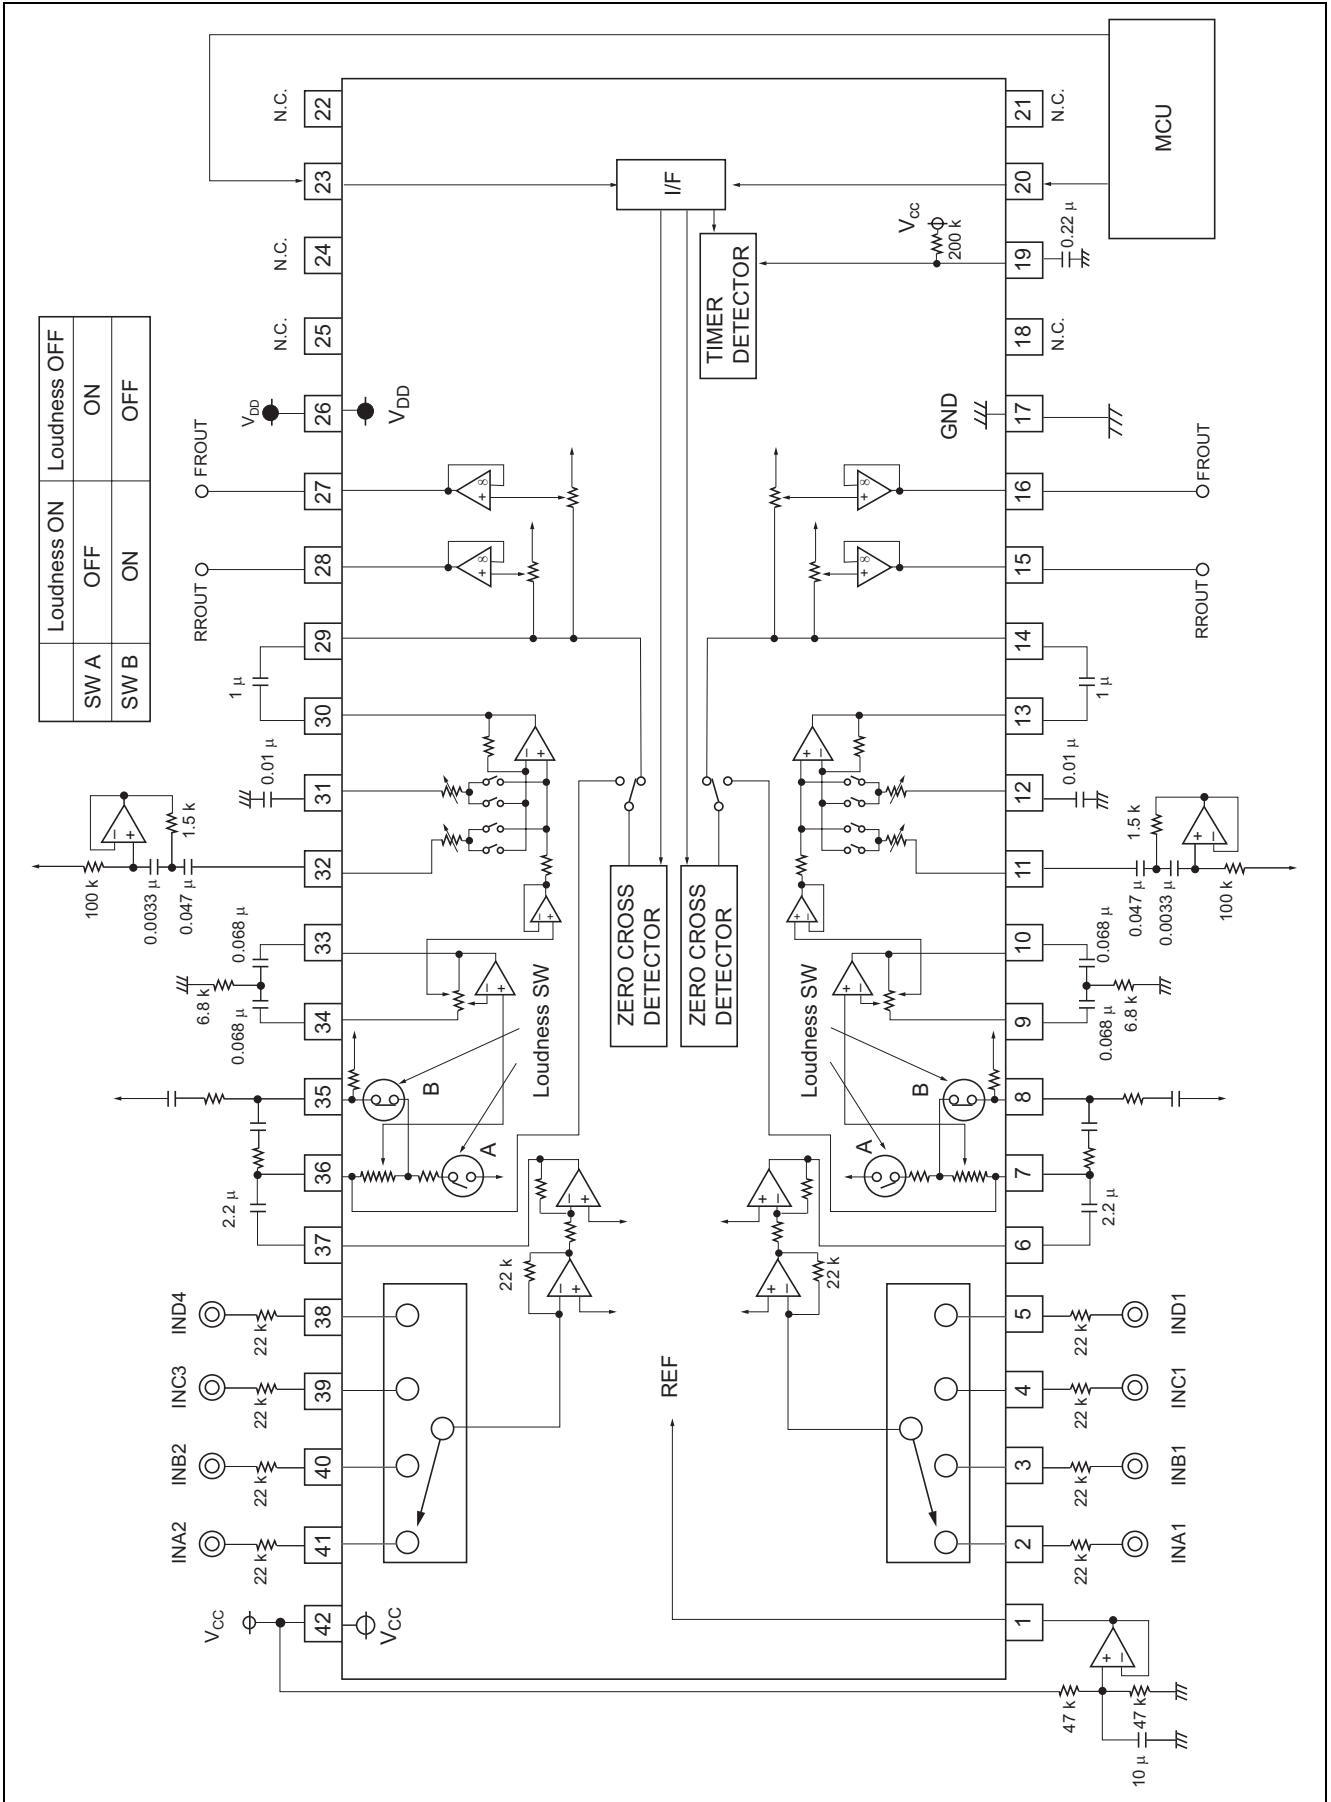 Loudness ON Loudness OFF
SW A OFF ON
SW B ON OFF
VCC
INA2
INB2
INC3
IND4
22 k
22 k
22 k
22 k
2.2 µ
6.8 k
0.068 µ
0.068 µ
100 k
0.0033 µ
0.047 µ
1.5 k
0.01 µ
1 µ
RROUT
FROUT
VDD
N.C.
N.C.
N.C.
42
41
40
39
38
37
36
35
34
33
32
31
30
29
28
27
26
25
24
23
22
VCC
VDD
22 k
A
B
Loudness SW
ZERO CROSS
DETECTOR
ZERO CROSS
DETECTOR
I/F
TIMER
DETECTOR
REF
22 k
A
B
Loudness SW
GND
Vcc
200 k
1
2
3
4
5
6
7
8
9
10
11
12
13
14
15
16
17
18
19
20
21
47 k
47 k
10 µ
22 k
22 k
22 k
22 k
INA1
INB1
INC1
IND1
2.2 µ
0.068 µ
0.068 µ
6.8 k
0.047 µ
0.0033 µ
1.5 k
100 k
0.01 µ
1 µ
RROUT
FROUT
N.C.
0.22 µ
N.C.
MCU
− +
− +
− +
− +
− +
− +
+ ∞
+ ∞
+ −
+ −
+ −
+ −
+ −
+ −
+ −
+ ∞
+ ∞